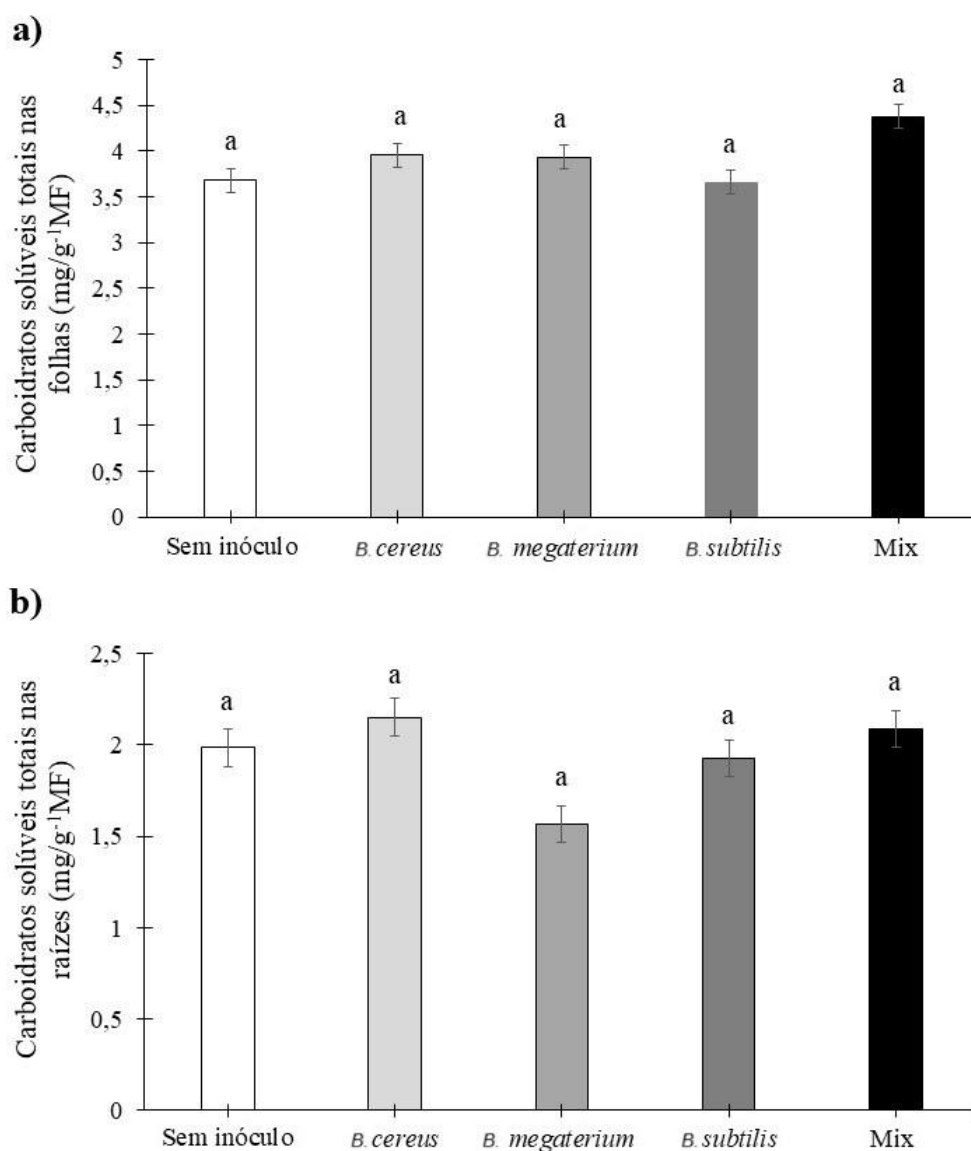 a)
Carboidratos solúveis totais nas
folhas (mg/g⁻¹MF)
5
4,5
4
3,5
3
2,5
2
1,5
1
0,5
0
a
a
a
a
a
Sem inóculo B. cereus B. megaterium B. subtilis Mix
b)
Carboidratos solúveis totais nas
raízes (mg/g⁻¹MF)
2,5
2
1,5
1
0,5
0
a
a
a
a
a
Sem inóculo B. cereus B. megaterium B. subtilis Mix